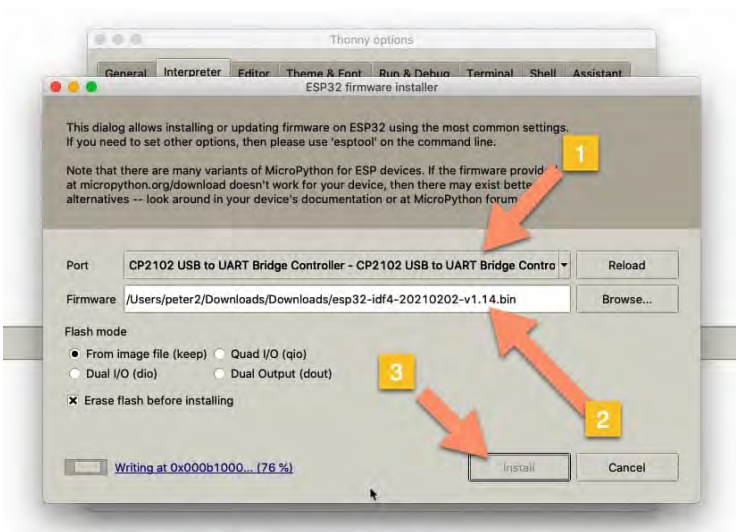 Thonny options
General Interpreter Editor Theme & Font Run & Debug Terminal Shell Assistant
ESP32 firmware installer
This dialog allows installing or updating firmware on ESP32 using the most common settings.
If you need to set other options, then please use 'esptool' on the command line.
1
Note that there are many variants of MicroPython for ESP devices. If the firmware provid
at micropython.org/download doesn't work for your device, then there may exist bette
alternatives -- look around in your device's documentation or at MicroPython forum
Port CP2102 USB to UART Bridge Controller - CP2102 USB to UART Bridge Contro Reload
Firmware /Users/peter2/Downloads/Downloads/esp32-idf4-20210202-v1.14.bin Browse...
Flash mode
From image file (keep) Quad I/O (qio)
Dual I/O (dio) Dual Output (dout)
3
Erase flash before installing
2
Writing at 0x000b1000... (76 %) Install Cancel